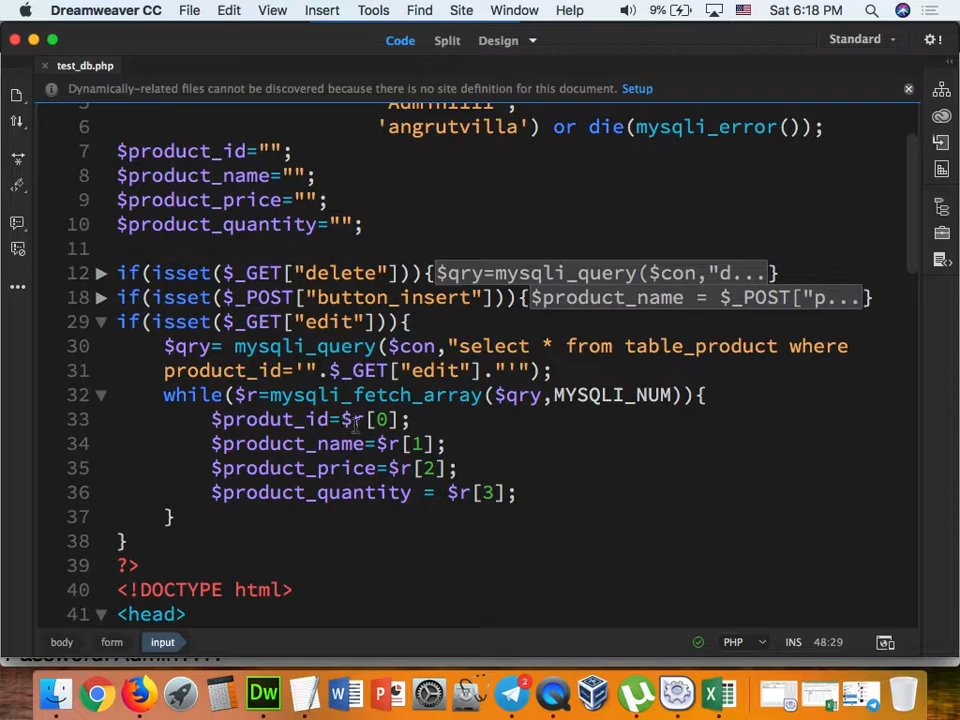 Dreamweaver CC File Edit View Insert Tools Find Site Window Help 9% Sat 6:18 PM
Code Split Design Standard
test_db.php
Dynamically-related files cannot be discovered because there is no site definition for this document. Setup
6 'angrutvilla') or die(mysqli_error());
7 $product_id="";
8 $product_name="";
9 $product_price="";
10 $product_quantity="";
11
12 if(isset($_GET["delete"])){$qry=mysqli_query($con,"d...}
18 if(isset($_POST["button_insert"])){$product_name = $_POST["p...}
29 if(isset($_GET["edit"])){
30 $qry= mysqli_query($con,"select * from table_product where
31 product_id='".$_GET["edit"]."'");
32 while($r=mysqli_fetch_array($qry,MYSQLI_NUM)){
33 $produt_id=$r[0];
34 $product_name=$r[1];
35 $product_price=$r[2];
36 $product_quantity = $r[3];
37 }
38 }
39 ?>
40 <!DOCTYPE html>
41 <head>
body form input PHP INS 48:29
Dw W P 2 X